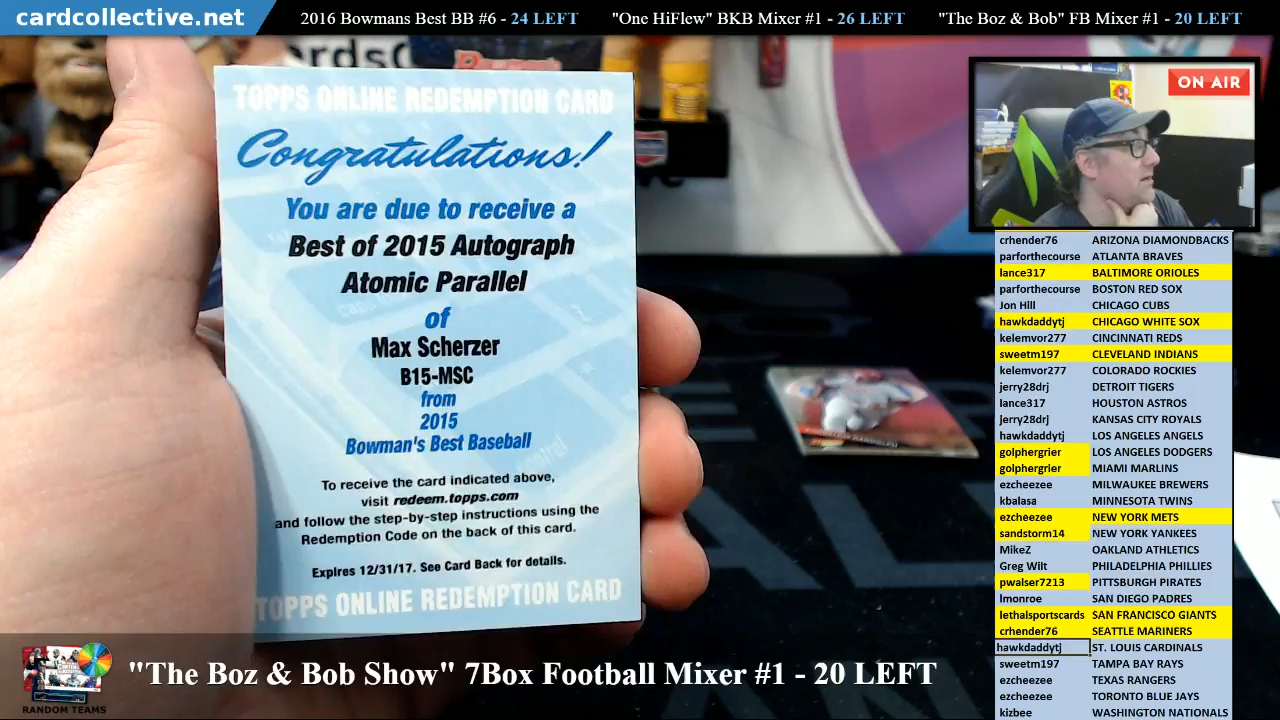 cardcollective.net
2016 Bowmans Best BB #6 - 24 LEFT "One HiFlew" BKB Mixer #1 - 26 LEFT "The Boz & Bob" FB Mixer #1 - 20 LEFT
ON AIR
TOPPS ONLINE REDEMPTION CARD
Congratulations!
You are due to receive a
Best of 2015 Autograph
Atomic Parallel
of
Max Scherzer
B15-MSC
from
2015
Bowman's Best Baseball
To receive the card indicated above,
visit redeem.topps.com
and follow the step-by-step instructions using the
Redemption Code on the back of this card.
Expires 12/31/17. See Card Back for details.
TOPPS ONLINE REDEMPTION CARD
crhender76 ARIZONA DIAMONDBACKS
parforthecourse ATLANTA BRAVES
lance317 BALTIMORE ORIOLES
parforthecourse BOSTON RED SOX
Jon Hill CHICAGO CUBS
hawkdaddytj CHICAGO WHITE SOX
kelemvor277 CINCINNATI REDS
sweetm197 CLEVELAND INDIANS
kelemvor277 COLORADO ROCKIES
jerry28drj DETROIT TIGERS
lance317 HOUSTON ASTROS
jerry28drj KANSAS CITY ROYALS
hawkdaddytj LOS ANGELES ANGELS
golphergrier LOS ANGELES DODGERS
golphergrier MIAMI MARLINS
ezcheezee MILWAUKEE BREWERS
kbalasa MINNESOTA TWINS
ezcheezee NEW YORK METS
sandstorm14 NEW YORK YANKEES
MikeZ OAKLAND ATHLETICS
Greg Wilt PHILADELPHIA PHILLIES
pwalser7213 PITTSBURGH PIRATES
lmonroe SAN DIEGO PADRES
lethalsportscards SAN FRANCISCO GIANTS
crhender76 SEATTLE MARINERS
hawkdaddytj ST. LOUIS CARDINALS
sweetm197 TAMPA BAY RAYS
ezcheezee TEXAS RANGERS
ezcheezee TORONTO BLUE JAYS
kizbee WASHINGTON NATIONALS
RANDOM TEAMS
"The Boz & Bob Show" 7Box Football Mixer #1 - 20 LEFT